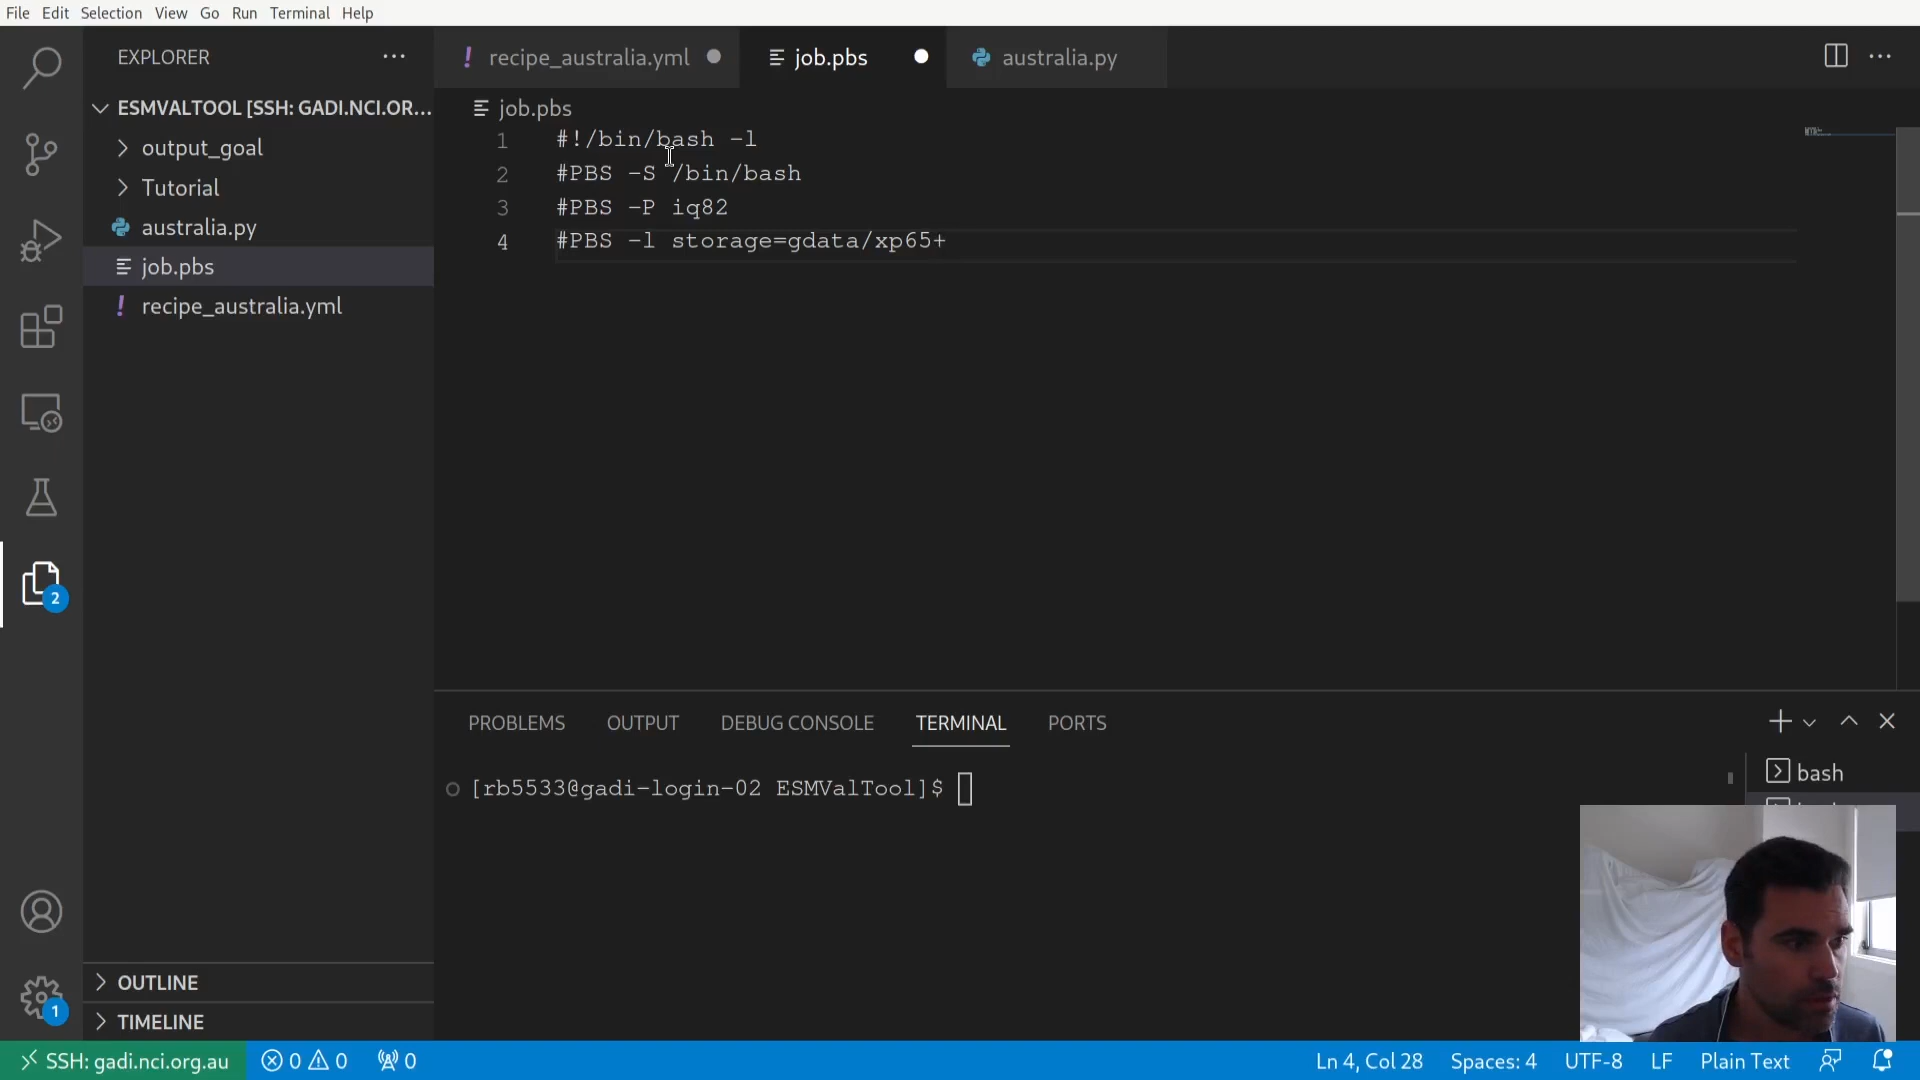 File Edit Selection View Go Run Terminal Help
EXPLORER
recipe_australia.yml
job.pbs
australia.py
ESMVALTOOL [SSH: GADI.NCI.OR...
output_goal
Tutorial
australia.py
job.pbs
recipe_australia.yml
OUTLINE
TIMELINE
job.pbs
1 #!/bin/bash -l
2 #PBS -S /bin/bash
3 #PBS -P iq82
4 #PBS -l storage=gdata/xp65+
PROBLEMS OUTPUT DEBUG CONSOLE TERMINAL PORTS
[rb5533@gadi-login-02 ESMValTool]$
bash
2
1
SSH: gadi.nci.org.au 0 0 0 Ln 4, Col 28 Spaces: 4 UTF-8 LF Plain Text